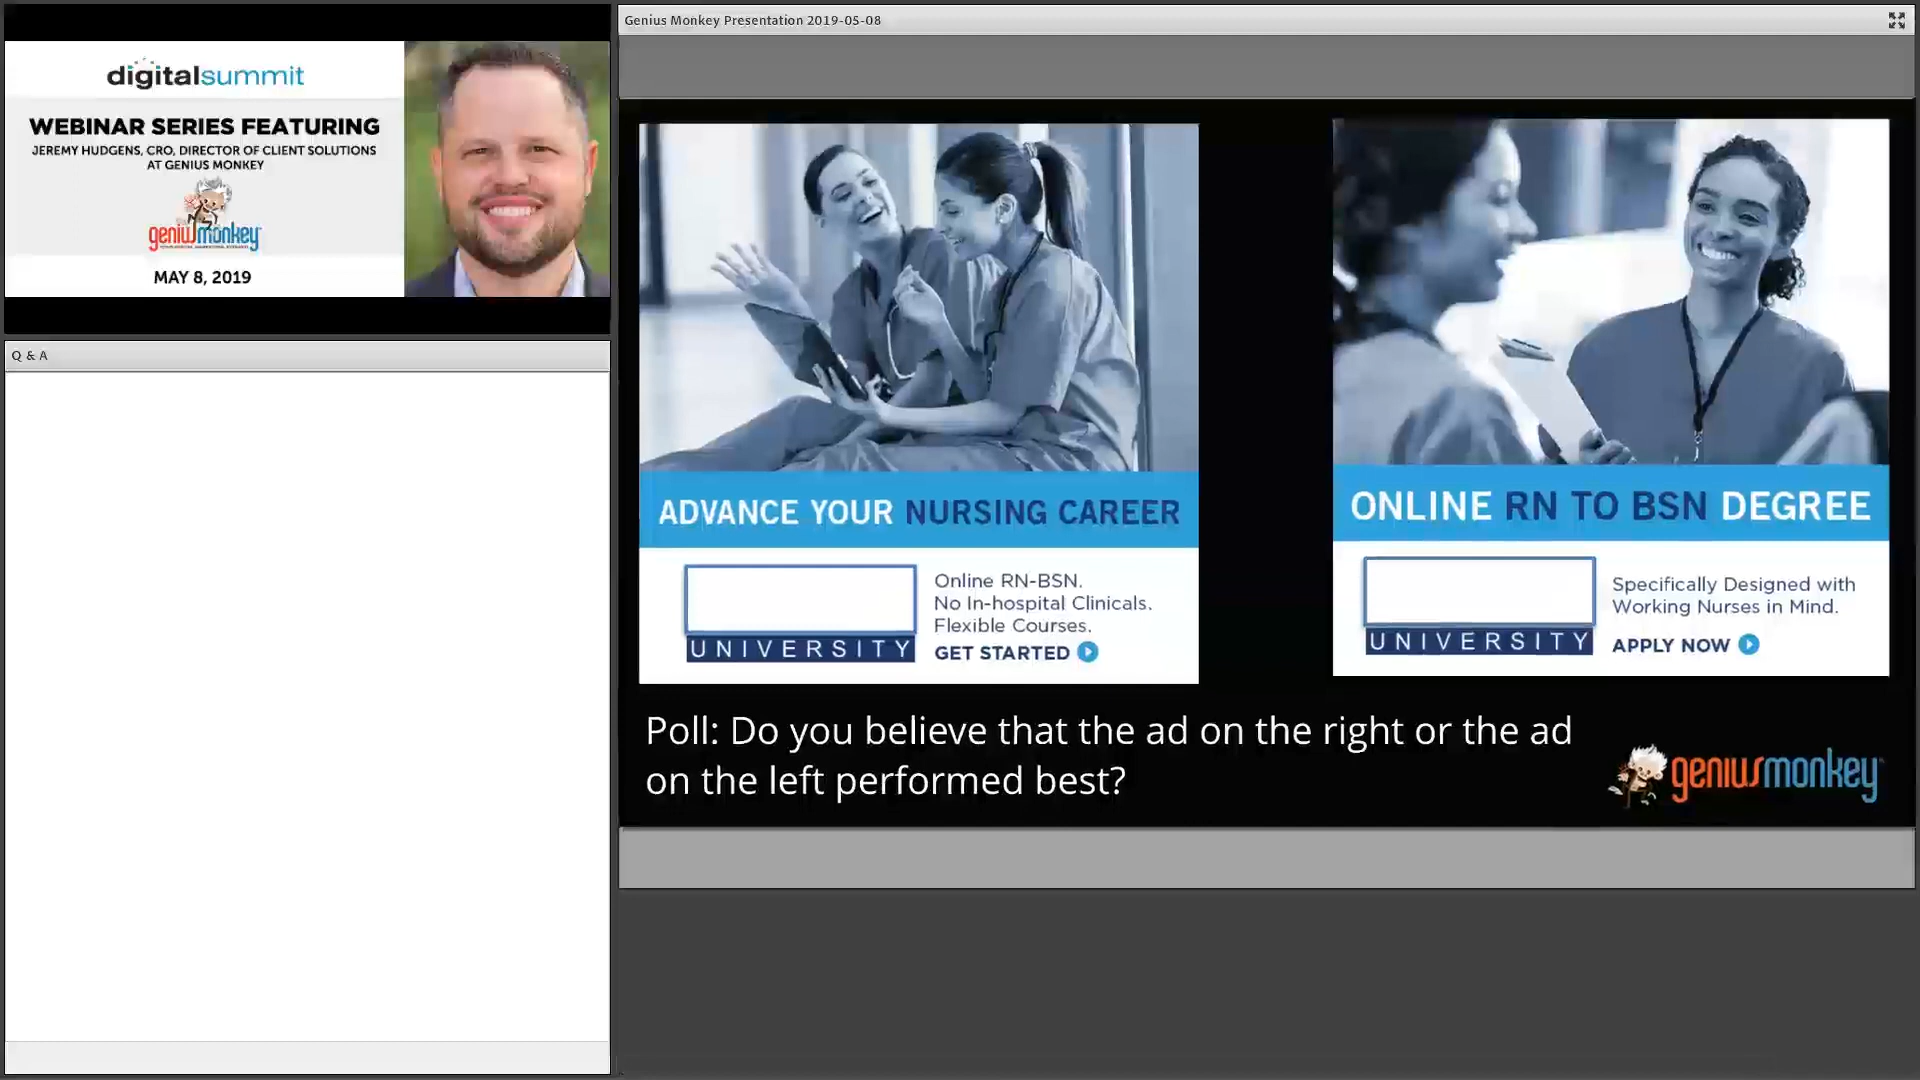 digitalsummit
WEBINAR SERIES FEATURING
JEREMY HUDGENS, CRO, DIRECTOR OF CLIENT SOLUTIONS
AT GENIUS MONKEY
geniusmonkey
MAY 8, 2019
Q & A
Genius Monkey Presentation 2019-05-08
ADVANCE YOUR NURSING CAREER
UNIVERSITY
Online RN-BSN.
No In-hospital Clinicals.
Flexible Courses.
GET STARTED
ONLINE RN TO BSN DEGREE
UNIVERSITY
Specifically Designed with
Working Nurses in Mind.
APPLY NOW
Poll: Do you believe that the ad on the right or the ad
on the left performed best?
geniusmonkey